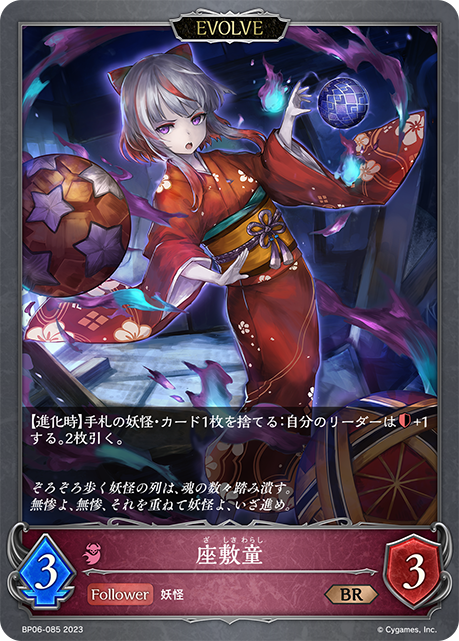 EVOLVE
【進化時】手札の妖怪・カード1枚を捨てる:自分のリーダーは+1
する。2枚引く。
ぞろぞろ歩く妖怪の列は、魂の数々踏み潰す。
無惨よ、無惨、それを重ねて妖怪よ、いざ進め。
ざしきわらし
座敷童
3
3
Follower 妖怪
BR
BP06-085 2023
© Cygames, Inc.